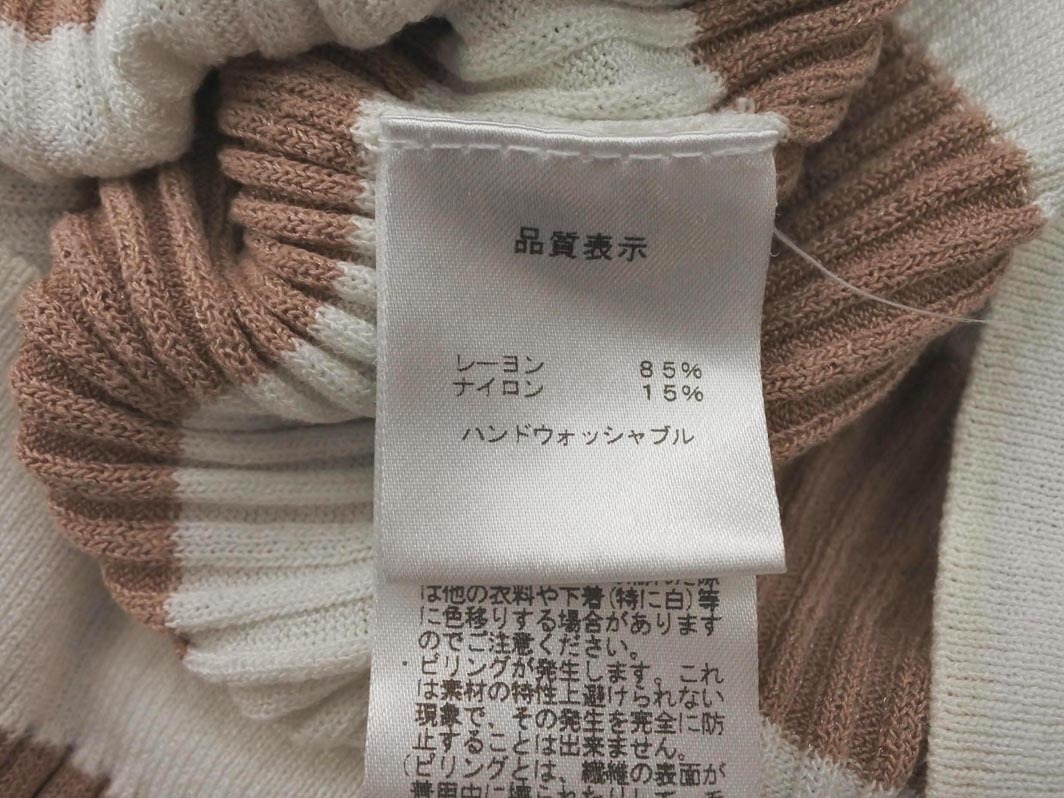 品質表示
レーヨン 85%
ナイロン 15%
ハンドウォッシャブル
は他の衣料や下着(特に白)等
に色移りする場合があります
のでご注意ください。
・ピリングが発生します。これ
は素材の特性上避けられない
現象で、その発生を完全に防
止することは出来ません。
(ピリングとは、繊維の表面が